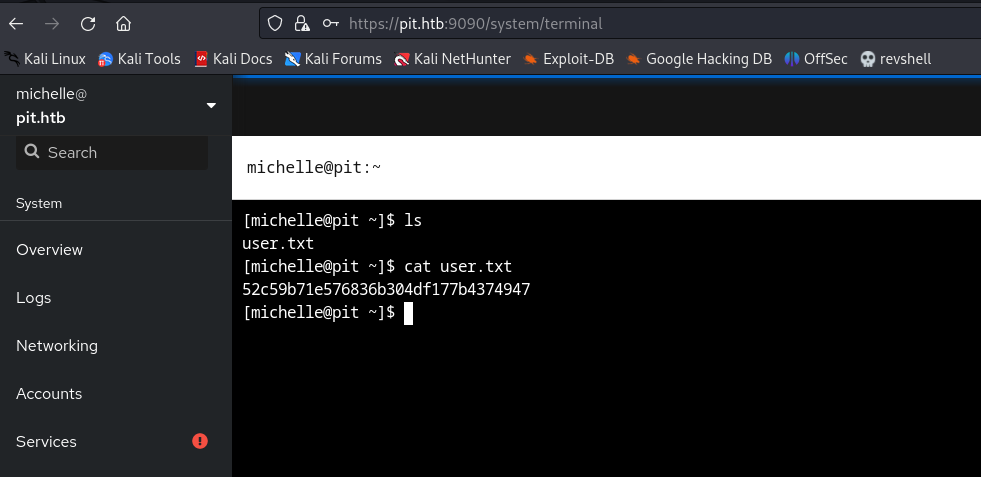 https://pit.htb:9090/system/terminal
Kali Linux Kali Tools Kali Docs Kali Forums Kali NetHunter Exploit-DB Google Hacking DB OffSec revshell
michelle@
pit.htb
Search
System
Overview
Logs
Networking
Accounts
Services
michelle@pit:~
[michelle@pit ~]$ ls
user.txt
[michelle@pit ~]$ cat user.txt
52c59b71e576836b304df177b4374947
[michelle@pit ~]$